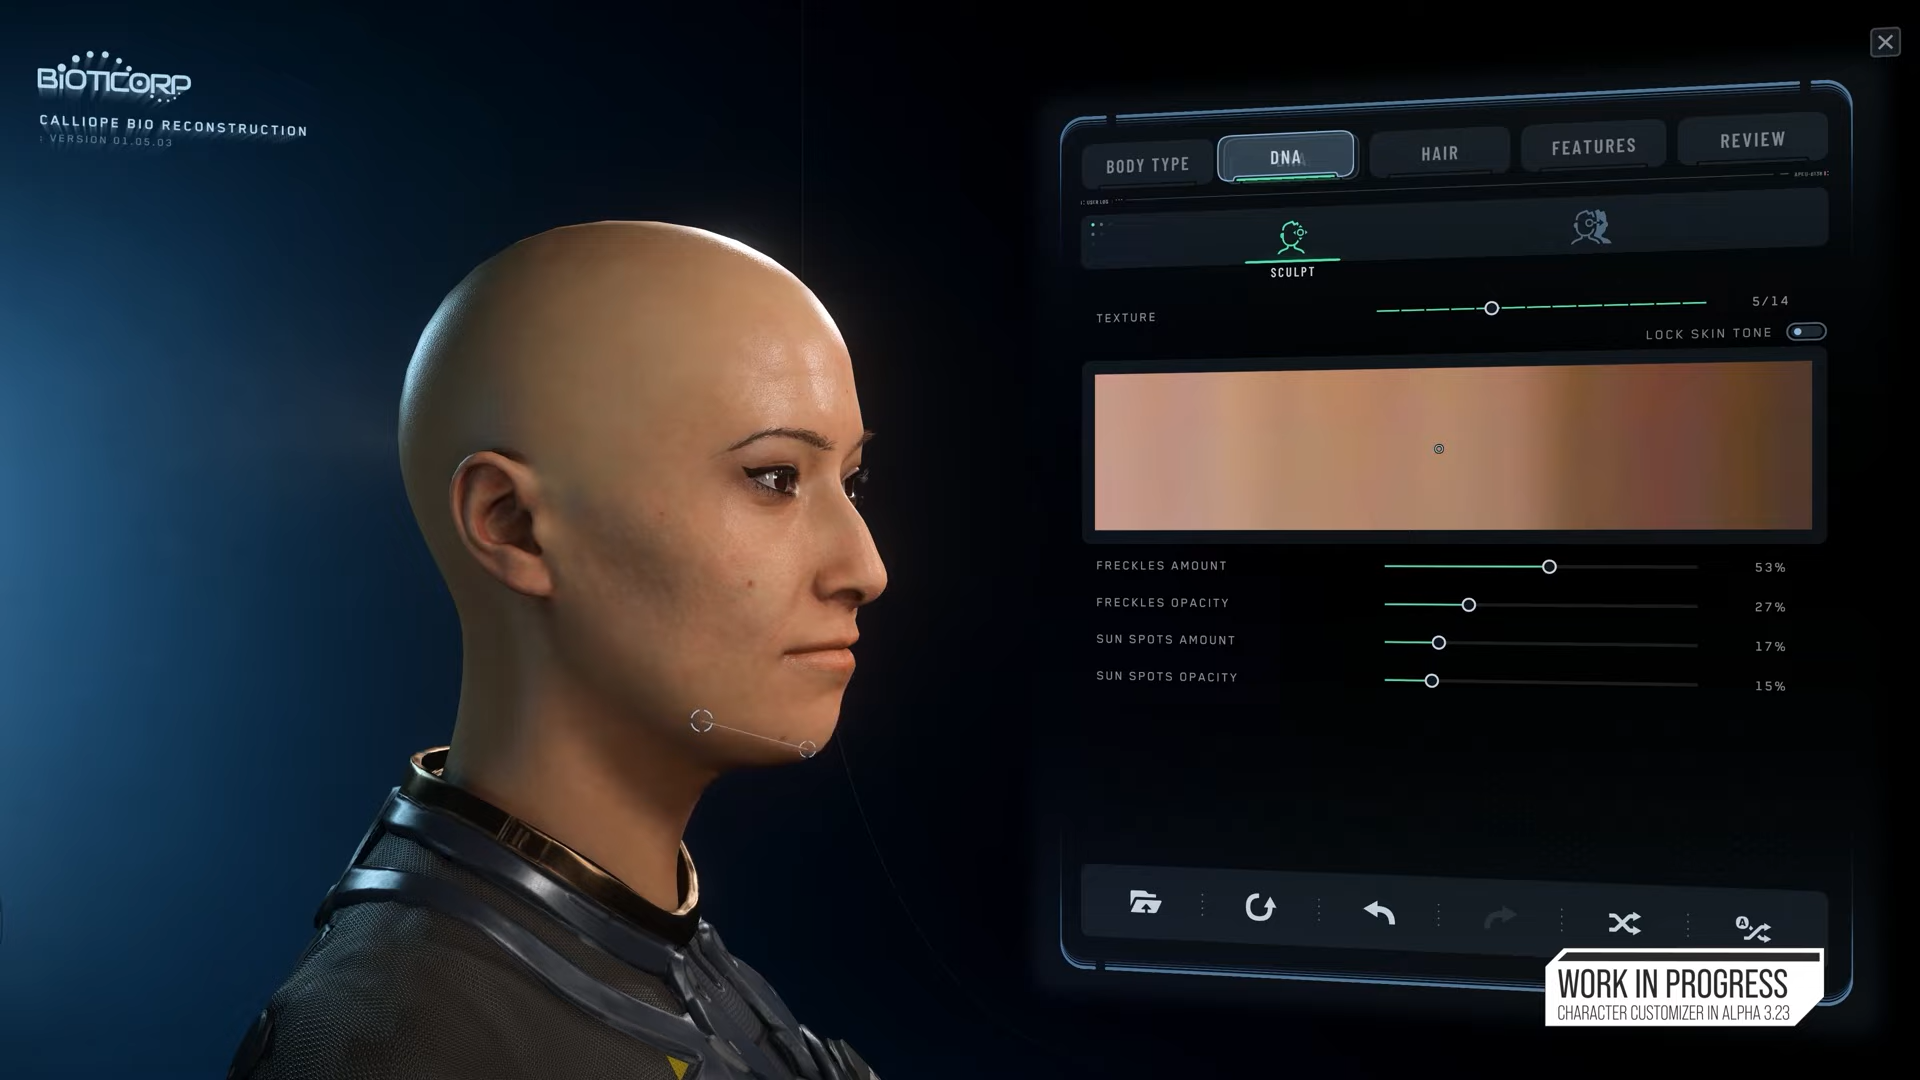 BIOTICORP
CALLIOPE BIO RECONSTRUCTION
: VERSION 01.05.03
BODY TYPE
DNA
HAIR
FEATURES
REVIEW
SCULPT
TEXTURE
5/14
LOCK SKIN TONE
FRECKLES AMOUNT
53%
FRECKLES OPACITY
27%
SUN SPOTS AMOUNT
17%
SUN SPOTS OPACITY
15%
A
WORK IN PROGRESS
CHARACTER CUSTOMIZER IN ALPHA 3.23